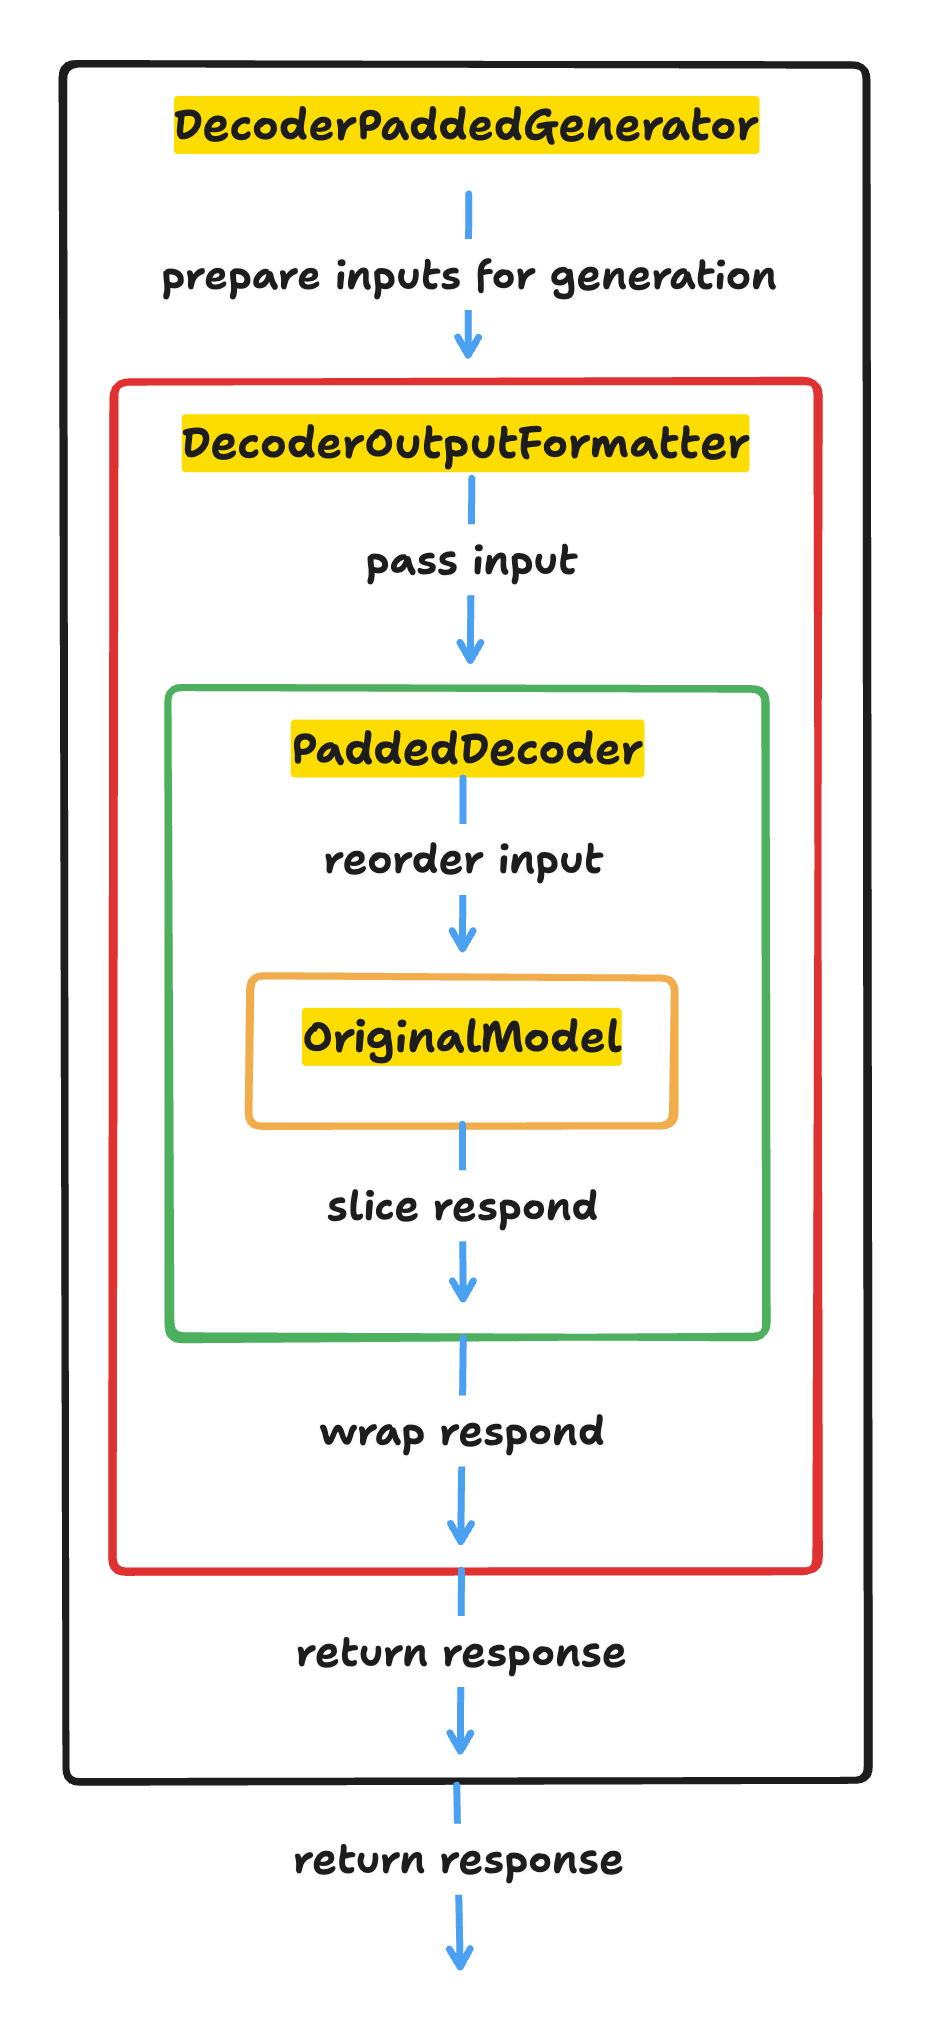 DecoderPaddedGenerator
prepare inputs for generation
DecoderOutputFormatter
pass input
PaddedDecoder
reorder input
OriginalModel
slice respond
wrap respond
return response
return response